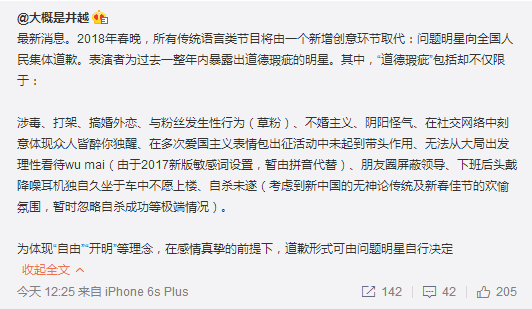 @大概是井越
最新消息。2018年春晚，所有传统语言类节目将由一个新增创意环节取代：问题明星向全国人
民集体道歉。表演者为过去一整年内暴露出道德瑕疵的明星。其中，“道德瑕疵”包括却不仅限
于：
涉毒、打架、搞婚外恋、与粉丝发生性行为（草粉）、不婚主义、阴阳怪气、在社交网络中刻
意体现众人皆醉你独醒、在多次爱国主义表情包出征活动中未起到带头作用、无法从大局出发
理性看待wu mai（由于2017新版敏感词设置，暂由拼音代替）、朋友圈屏蔽领导、下班后头戴
降噪耳机独自久坐于车中不愿上楼、自杀未遂（考虑到新中国的无神论传统及新春佳节的欢愉
氛围，暂时忽略自杀成功等极端情况）。
为体现“自由”“开明”等理念，在感情真挚的前提下，道歉形式可由问题明星自行决定
收起全文
今天 12:25 来自 iPhone 6s Plus 142 42 205